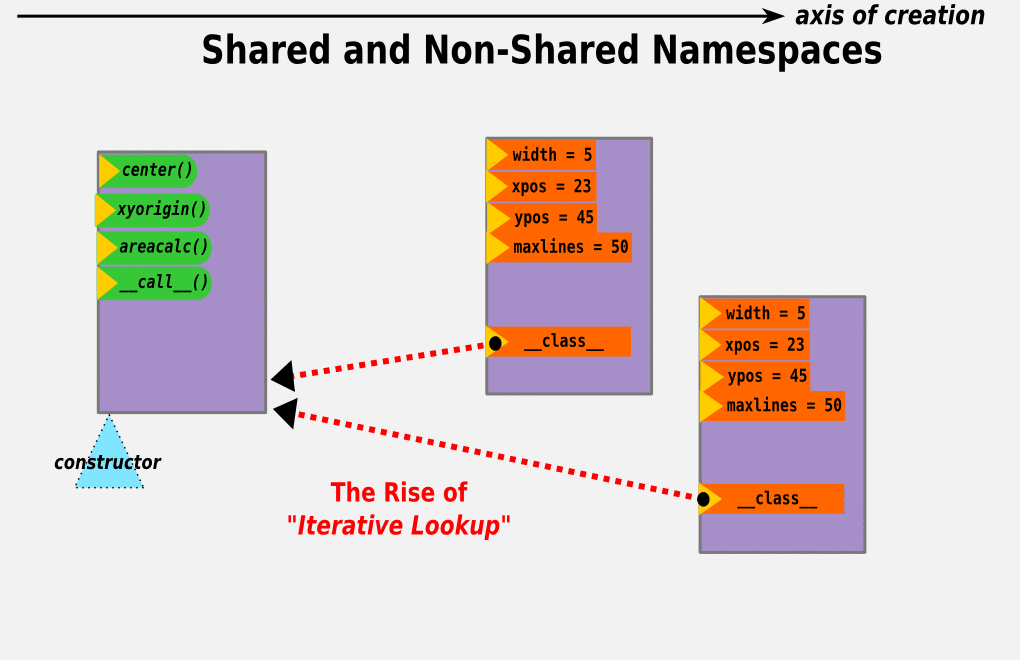 axis of creation
Shared and Non-Shared Namespaces
center()
xyorigin()
areacalc()
__call__()
width = 5
xpos = 23
ypos = 45
maxlines = 50
__class__
width = 5
xpos = 23
ypos = 45
maxlines = 50
__class__
constructor
The Rise of
"Iterative Lookup"